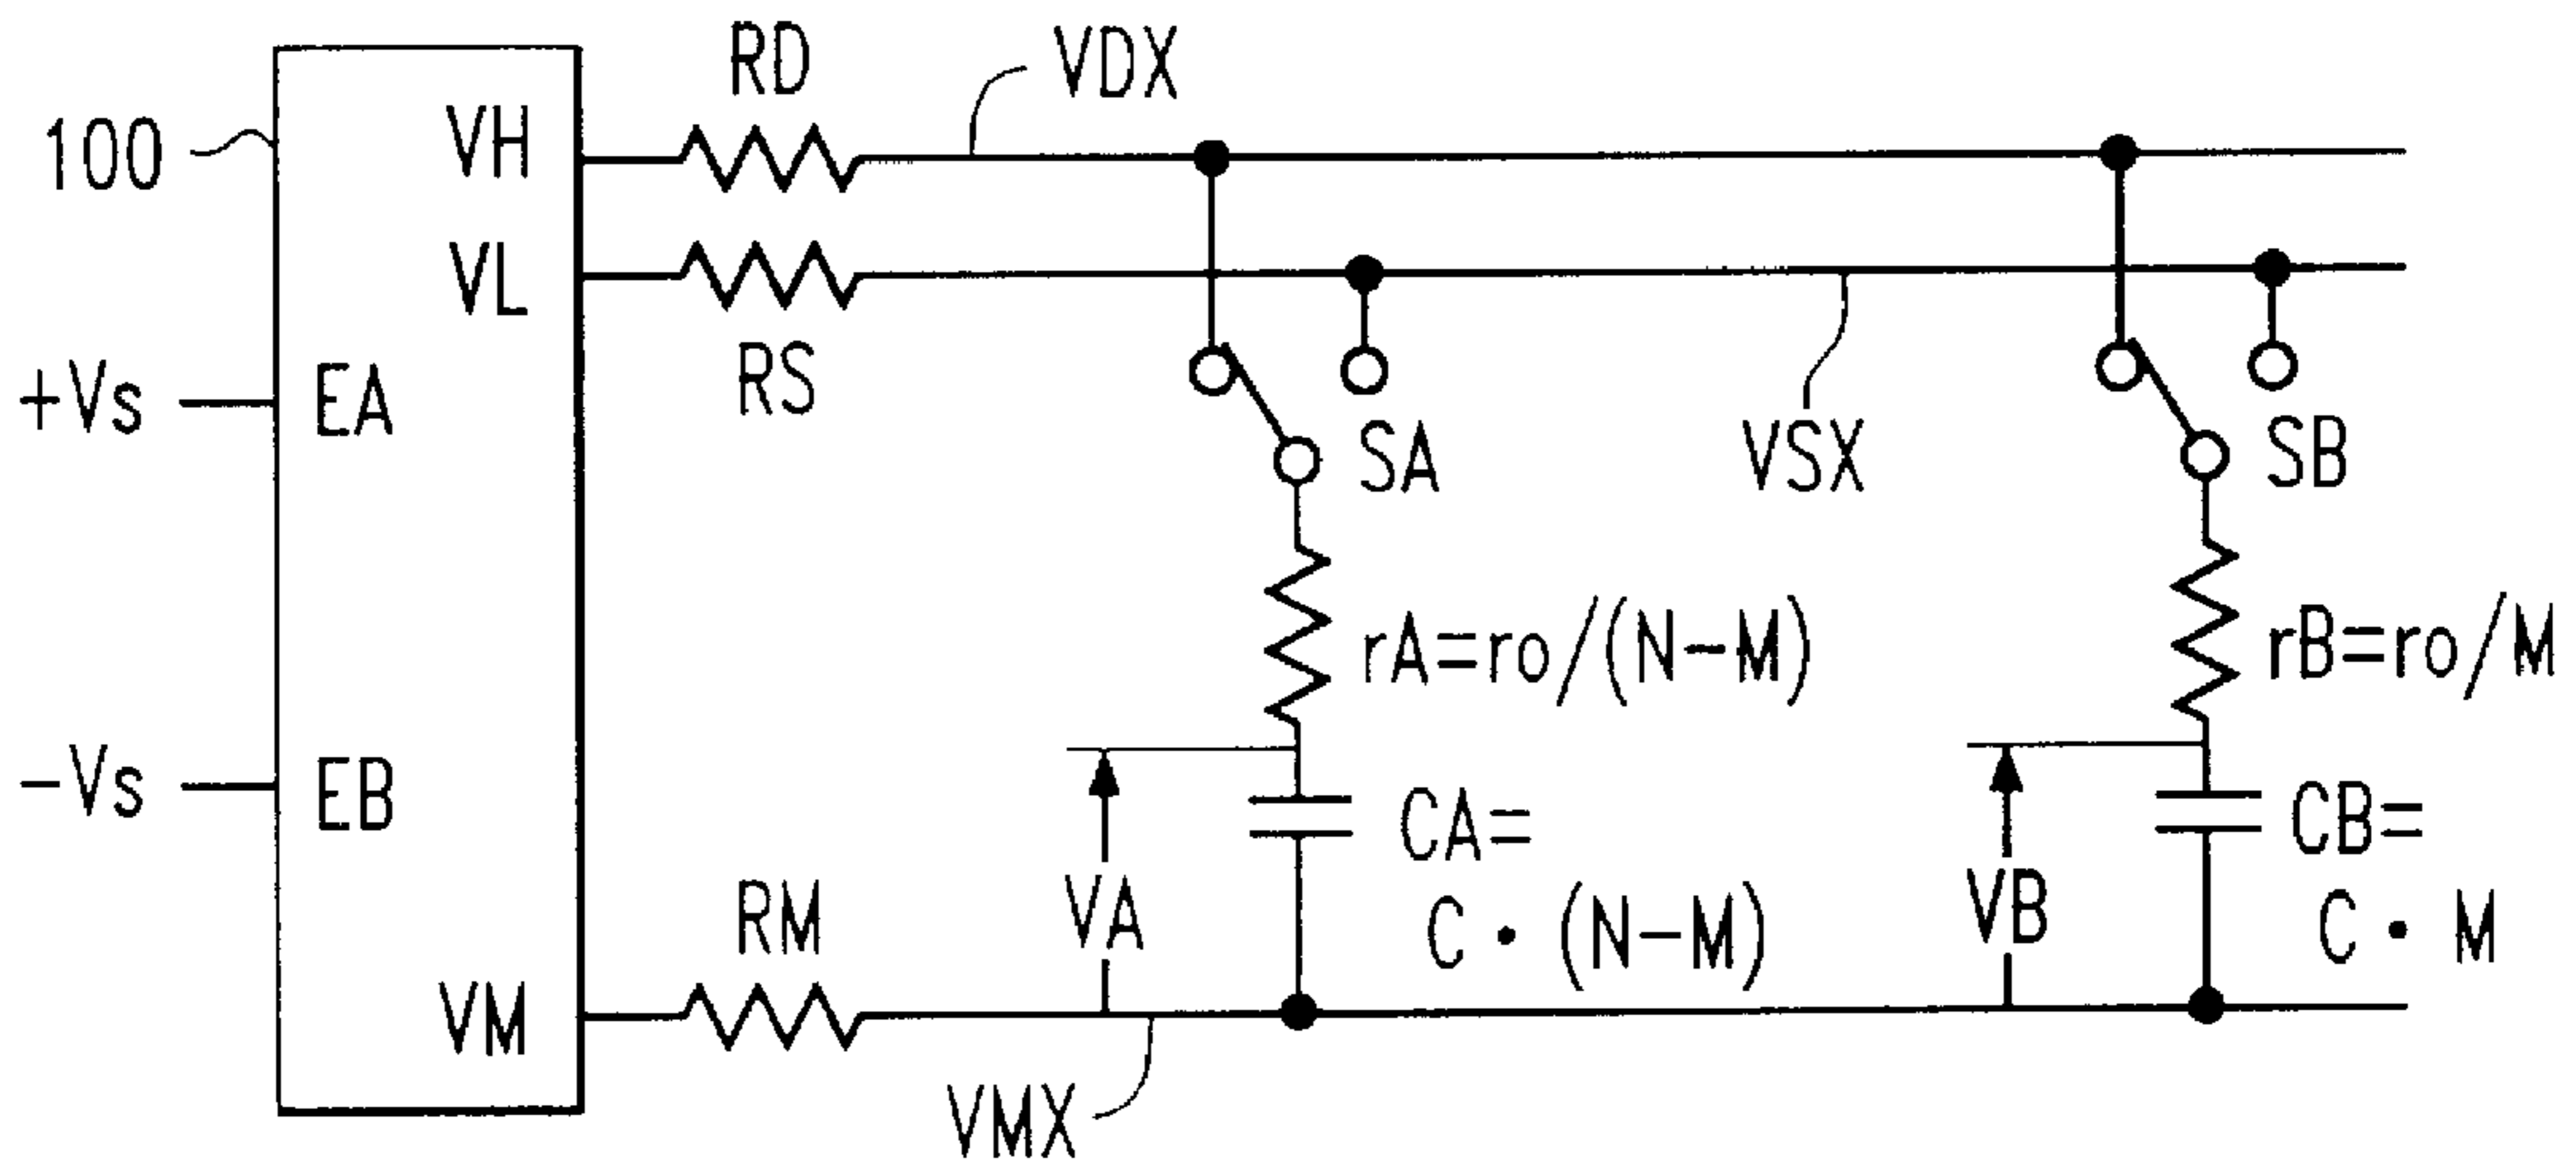 RD
VDX
100
VH
VL
RS
+Vs
EA
SA
VSX
SB
rA=ro/(N-M)
rB=ro/M
-Vs
EB
CA=
C·(N-M)
CB=
C·M
VA
VB
RM
VM
VMX